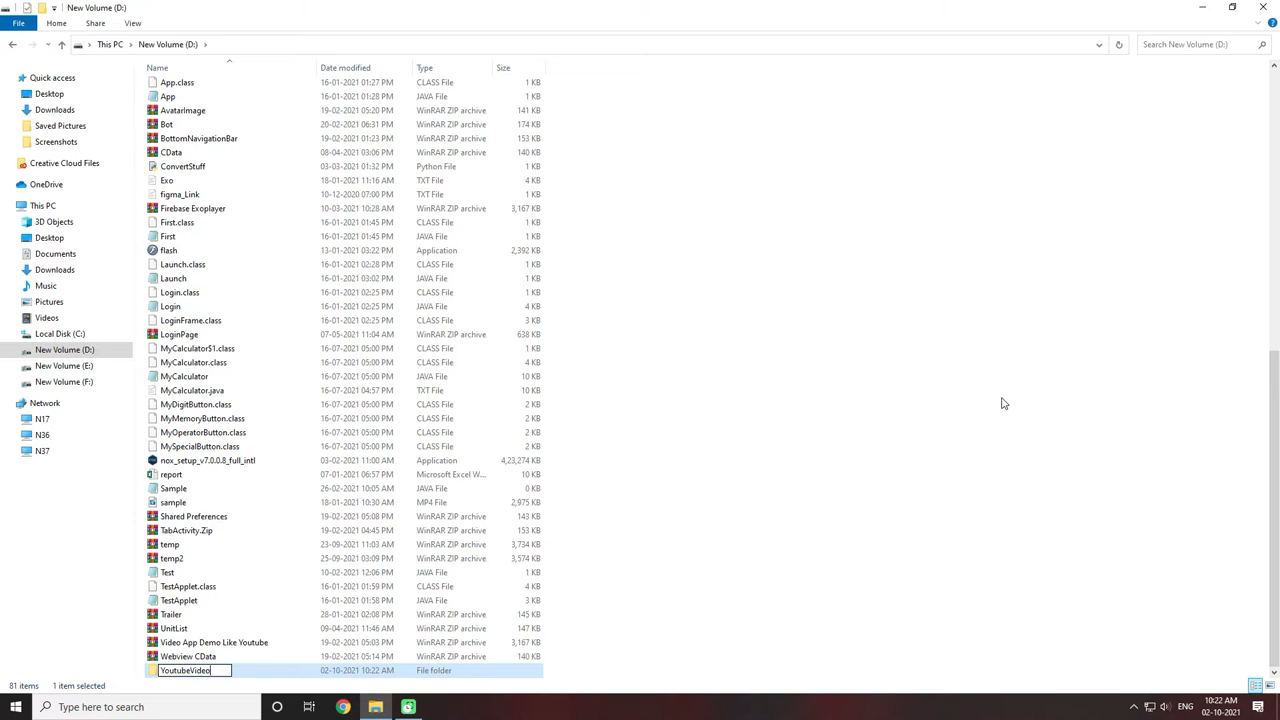 New Volume (D:)
File Home Share View
This PC New Volume (D:) Search New Volume (D:)
Name Date modified Type Size
Quick access
Desktop
Downloads
Saved Pictures
Screenshots
Creative Cloud Files
OneDrive
This PC
3D Objects
Desktop
Documents
Downloads
Music
Pictures
Videos
Local Disk (C:)
New Volume (D:)
New Volume (E:)
New Volume (F:)
Network
N17
N36
N37
App.class 16-01-2021 01:27 PM CLASS File 1 KB
App 16-01-2021 01:28 PM JAVA File 1 KB
AvatarImage 19-02-2021 05:20 PM WinRAR ZIP archive 141 KB
Bot 20-02-2021 06:31 PM WinRAR ZIP archive 174 KB
BottomNavigationBar 19-02-2021 01:23 PM WinRAR ZIP archive 153 KB
CData 08-04-2021 03:06 PM WinRAR ZIP archive 140 KB
ConvertStuff 03-03-2021 01:32 PM Python File 1 KB
Exo 18-01-2021 11:16 AM TXT File 4 KB
figma_Link 10-12-2020 07:00 PM TXT File 1 KB
Firebase Exoplayer 10-03-2021 10:28 AM WinRAR ZIP archive 3,167 KB
First.class 16-01-2021 01:45 PM CLASS File 1 KB
First 16-01-2021 01:45 PM JAVA File 1 KB
flash 13-01-2021 03:22 PM Application 2,392 KB
Launch.class 16-01-2021 02:28 PM CLASS File 1 KB
Launch 16-01-2021 03:02 PM JAVA File 1 KB
Login.class 16-01-2021 02:25 PM CLASS File 1 KB
Login 16-01-2021 02:25 PM JAVA File 4 KB
LoginFrame.class 16-01-2021 02:25 PM CLASS File 3 KB
LoginPage 07-05-2021 11:04 AM WinRAR ZIP archive 638 KB
MyCalculator$1.class 16-07-2021 05:00 PM CLASS File 1 KB
MyCalculator.class 16-07-2021 05:00 PM CLASS File 4 KB
MyCalculator 16-07-2021 05:00 PM JAVA File 10 KB
MyCalculator.java 16-07-2021 04:57 PM TXT File 10 KB
MyDigitButton.class 16-07-2021 05:00 PM CLASS File 2 KB
MyMemoryButton.class 16-07-2021 05:00 PM CLASS File 2 KB
MyOperatorButton.class 16-07-2021 05:00 PM CLASS File 2 KB
MySpecialButton.class 16-07-2021 05:00 PM CLASS File 2 KB
nox_setup_v7.0.0.8_full_intl 03-02-2021 11:00 AM Application 4,23,274 KB
report 07-01-2021 06:57 PM Microsoft Excel W... 10 KB
Sample 26-02-2021 10:05 AM JAVA File 0 KB
sample 18-01-2021 10:30 AM MP4 File 2,975 KB
Shared Preferences 19-02-2021 05:08 PM WinRAR ZIP archive 143 KB
TabActivity.Zip 19-02-2021 04:45 PM WinRAR ZIP archive 153 KB
temp 23-09-2021 11:03 AM WinRAR ZIP archive 3,734 KB
temp2 25-09-2021 03:09 PM WinRAR ZIP archive 3,574 KB
Test 10-02-2021 12:06 PM JAVA File 1 KB
TestApplet.class 16-01-2021 01:59 PM CLASS File 4 KB
TestApplet 16-01-2021 01:58 PM JAVA File 3 KB
Trailer 28-01-2021 02:08 PM WinRAR ZIP archive 145 KB
UnitList 09-04-2021 11:46 AM WinRAR ZIP archive 147 KB
Video App Demo Like Youtube 19-02-2021 05:03 PM WinRAR ZIP archive 3,167 KB
Webview CData 19-02-2021 05:14 PM WinRAR ZIP archive 140 KB
YoutubeVideo 02-10-2021 10:22 AM File folder
81 items 1 item selected
Type here to search
ENG
10:22 AM
02-10-2021